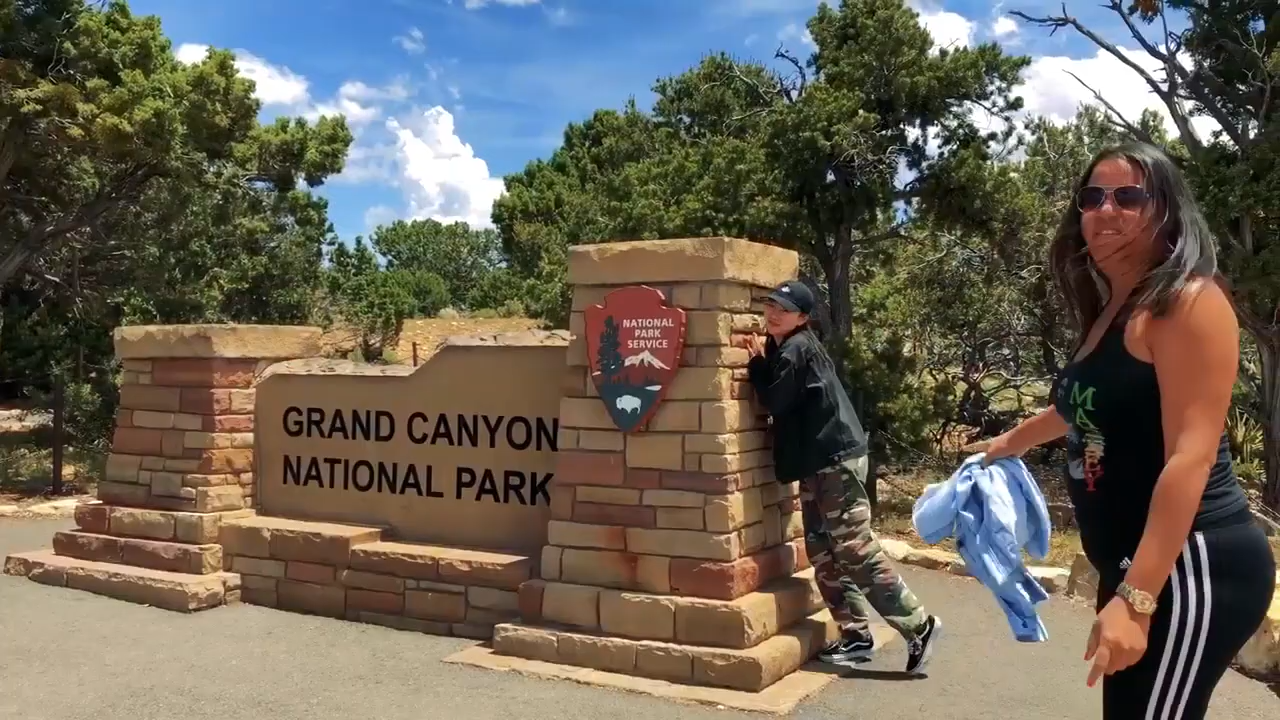 GRAND CANYON
NATIONAL PARK
NATIONAL
PARK
SERVICE